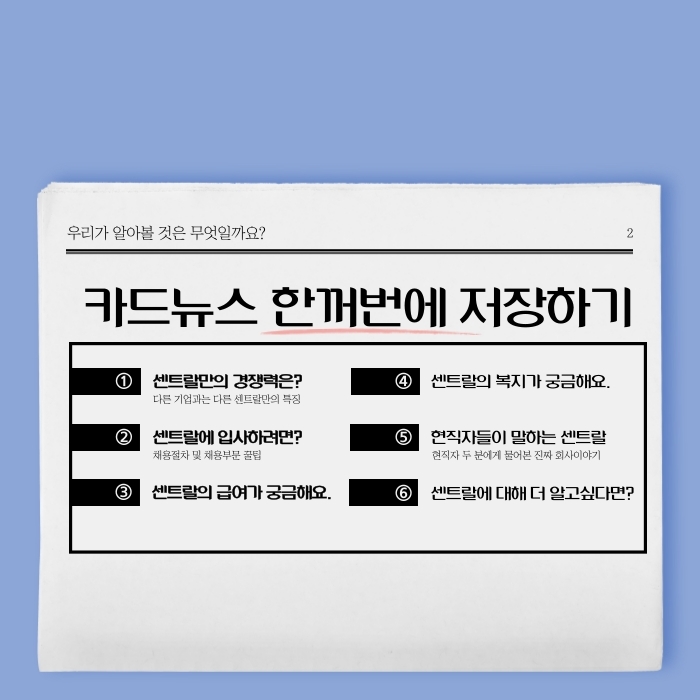 우리가 알아볼 것은 무엇일까요?
2
카드뉴스 한꺼번에 저장하기
① 센트랄만의 경쟁력은?
다른 기업과는 다른 센트랄만의 특징
② 센트랄에 입사하려면?
채용절차 및 채용부문 꿀팁
③ 센트랄의 급여가 궁금해요.
④ 센트랄의 복지가 궁금해요.
⑤ 현직자들이 말하는 센트랄
현직자 두 분에게 물어본 진짜 회사이야기
⑥ 센트랄에 대해 더 알고싶다면?